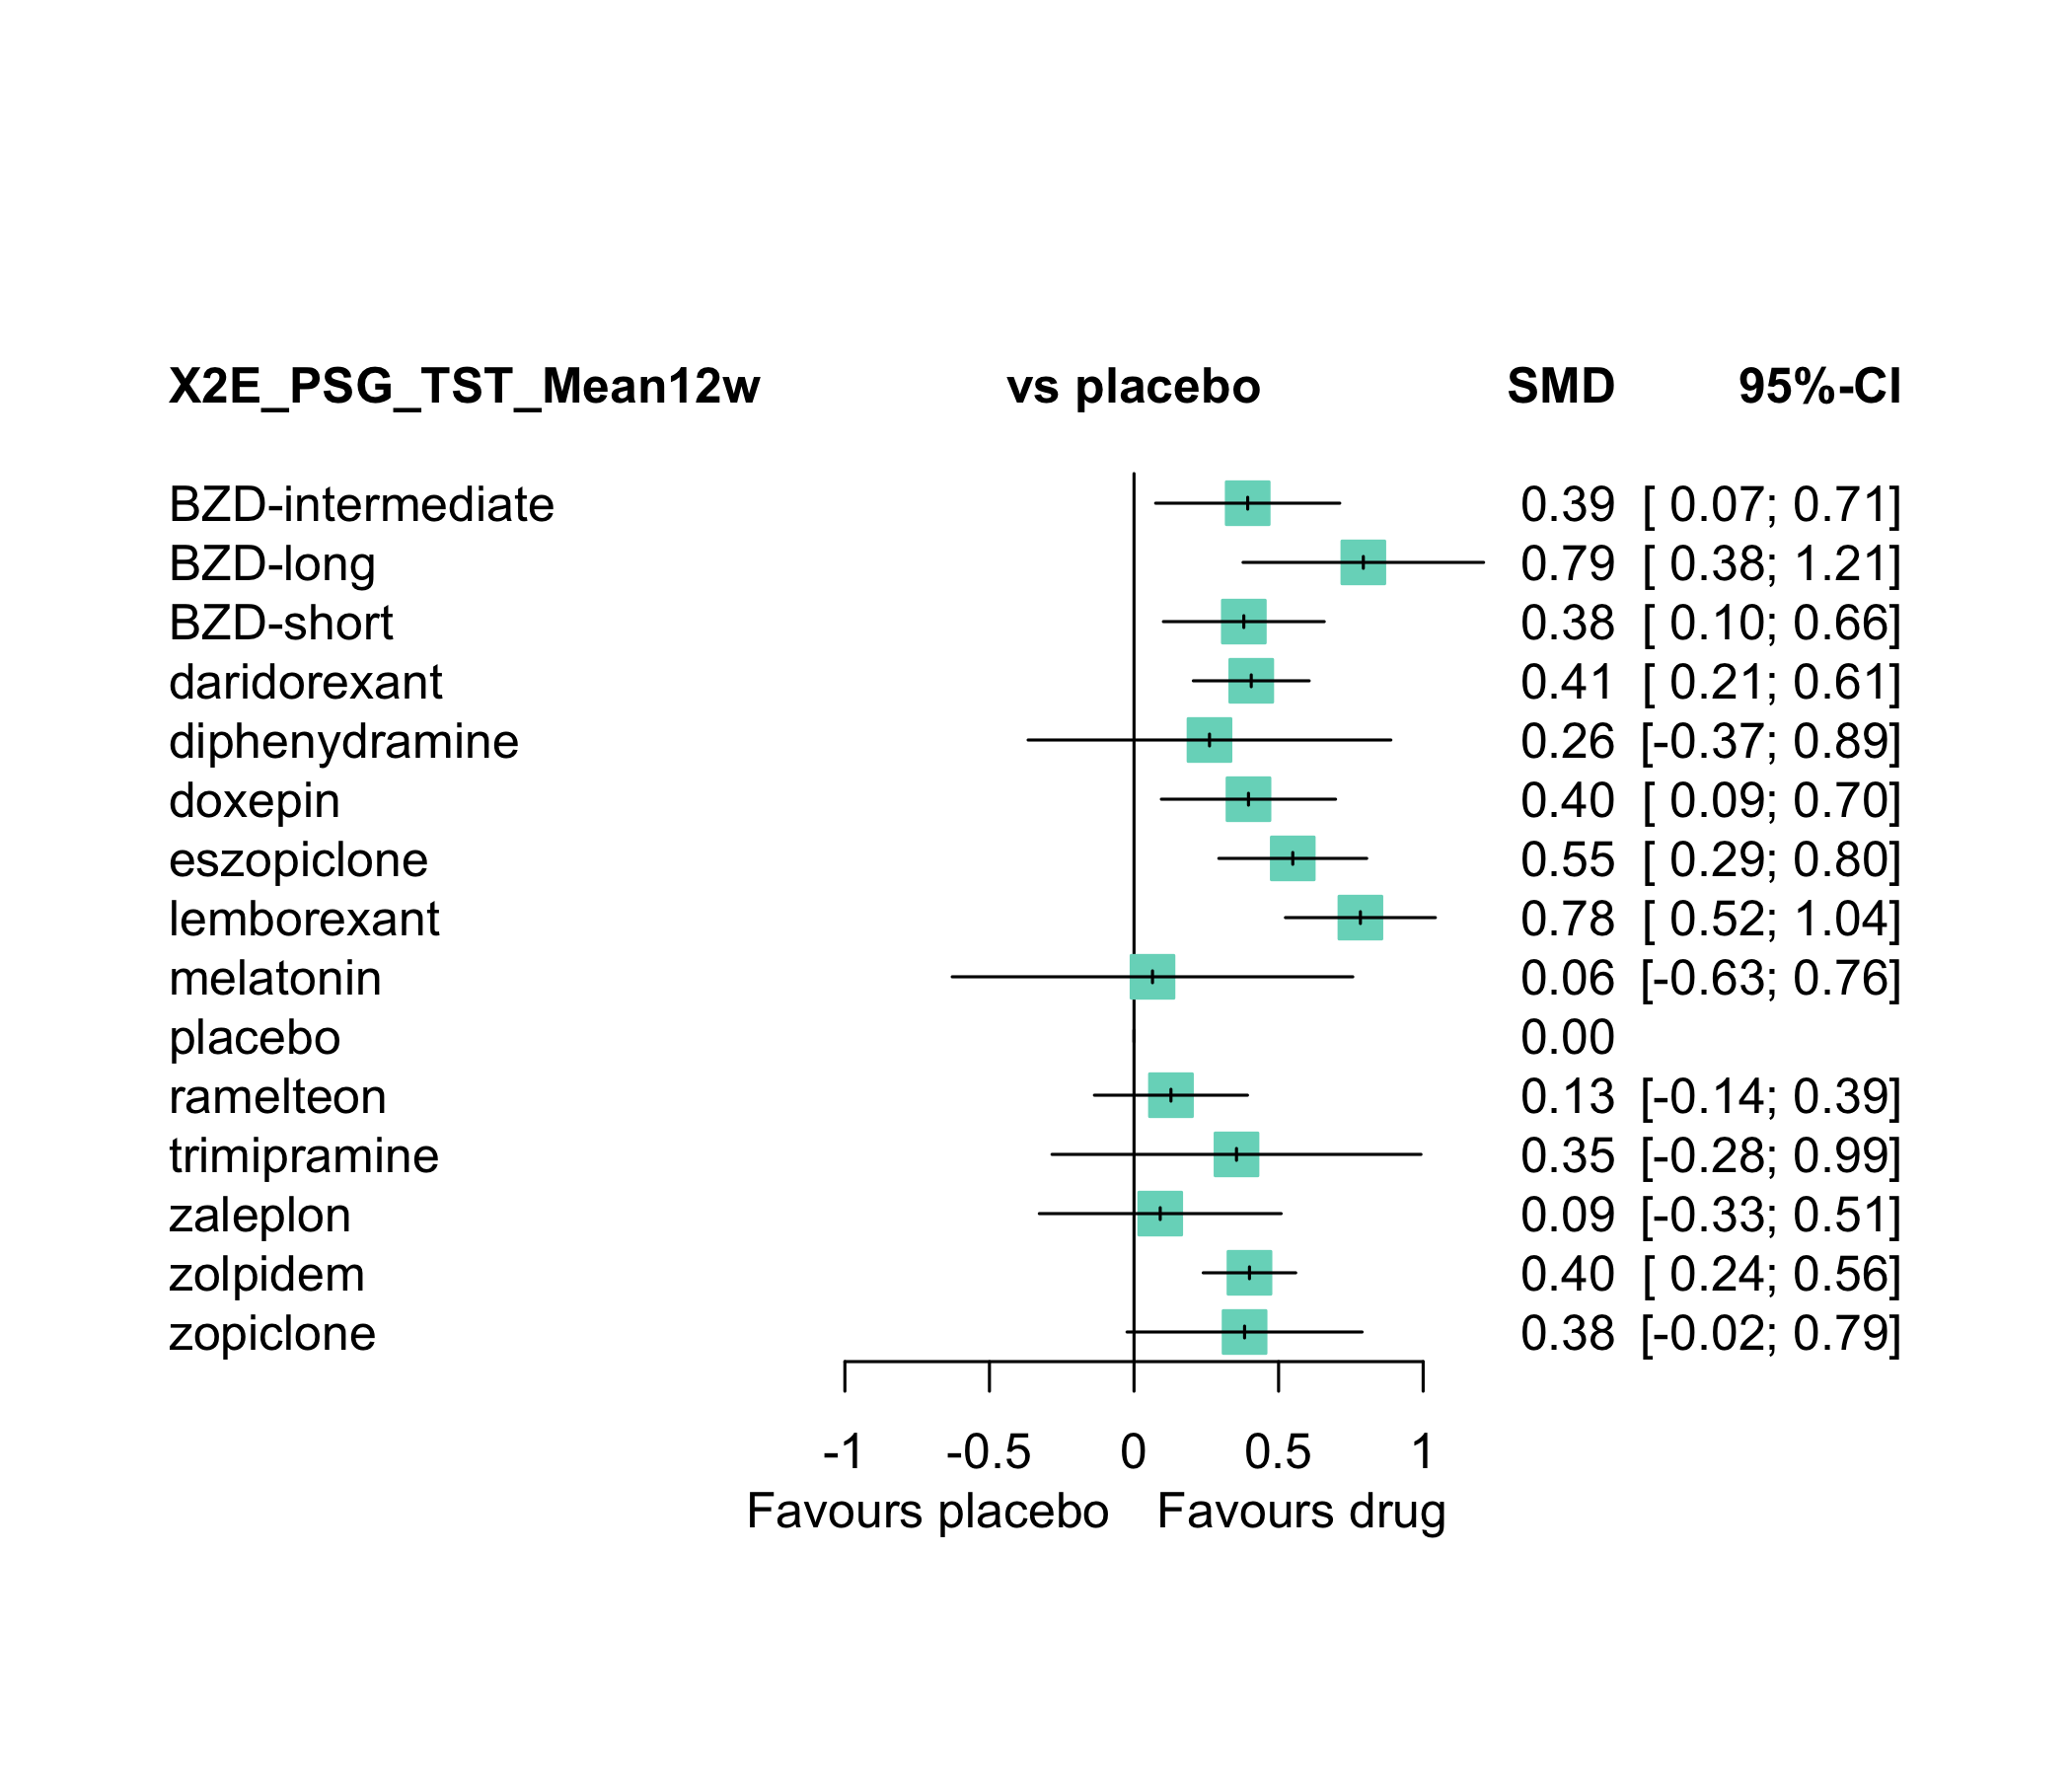 X2E_PSG_TST_Mean12w vs placebo SMD 95%-CI
BZD-intermediate 0.39 [ 0.07; 0.71]
BZD-long 0.79 [ 0.38; 1.21]
BZD-short 0.38 [ 0.10; 0.66]
daridorexant 0.41 [ 0.21; 0.61]
diphenydramine 0.26 [-0.37; 0.89]
doxepin 0.40 [ 0.09; 0.70]
eszopiclone 0.55 [ 0.29; 0.80]
lemborexant 0.78 [ 0.52; 1.04]
melatonin 0.06 [-0.63; 0.76]
placebo 0.00
ramelteon 0.13 [-0.14; 0.39]
trimipramine 0.35 [-0.28; 0.99]
zaleplon 0.09 [-0.33; 0.51]
zolpidem 0.40 [ 0.24; 0.56]
zopiclone 0.38 [-0.02; 0.79]
-1 -0.5 0 0.5 1
Favours placebo Favours drug